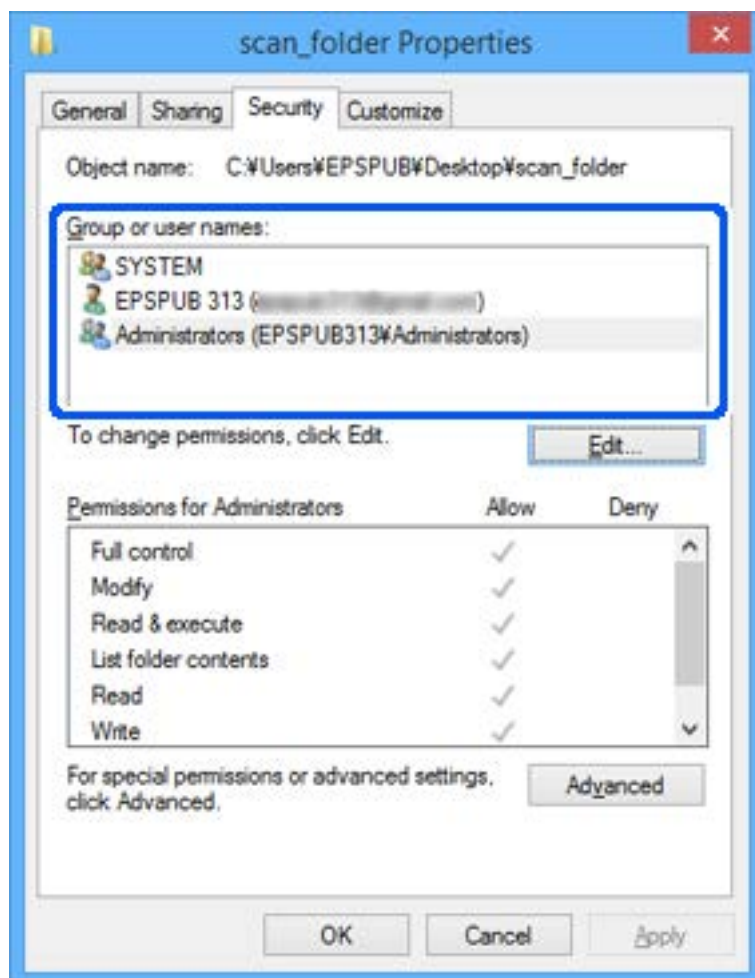 scan_folder Properties
General Sharing Security Customize
Object name: C:¥Users¥EPSPUB¥Desktop¥scan_folder
Group or user names:
SYSTEM
EPSPUB 313 ( )
Administrators (EPSPUB313¥Administrators)
To change permissions, click Edit.
Edit...
Permissions for Administrators Allow Deny
Full control
Modify
Read & execute
List folder contents
Read
Write
For special permissions or advanced settings,
click Advanced.
Advanced
OK Cancel Apply